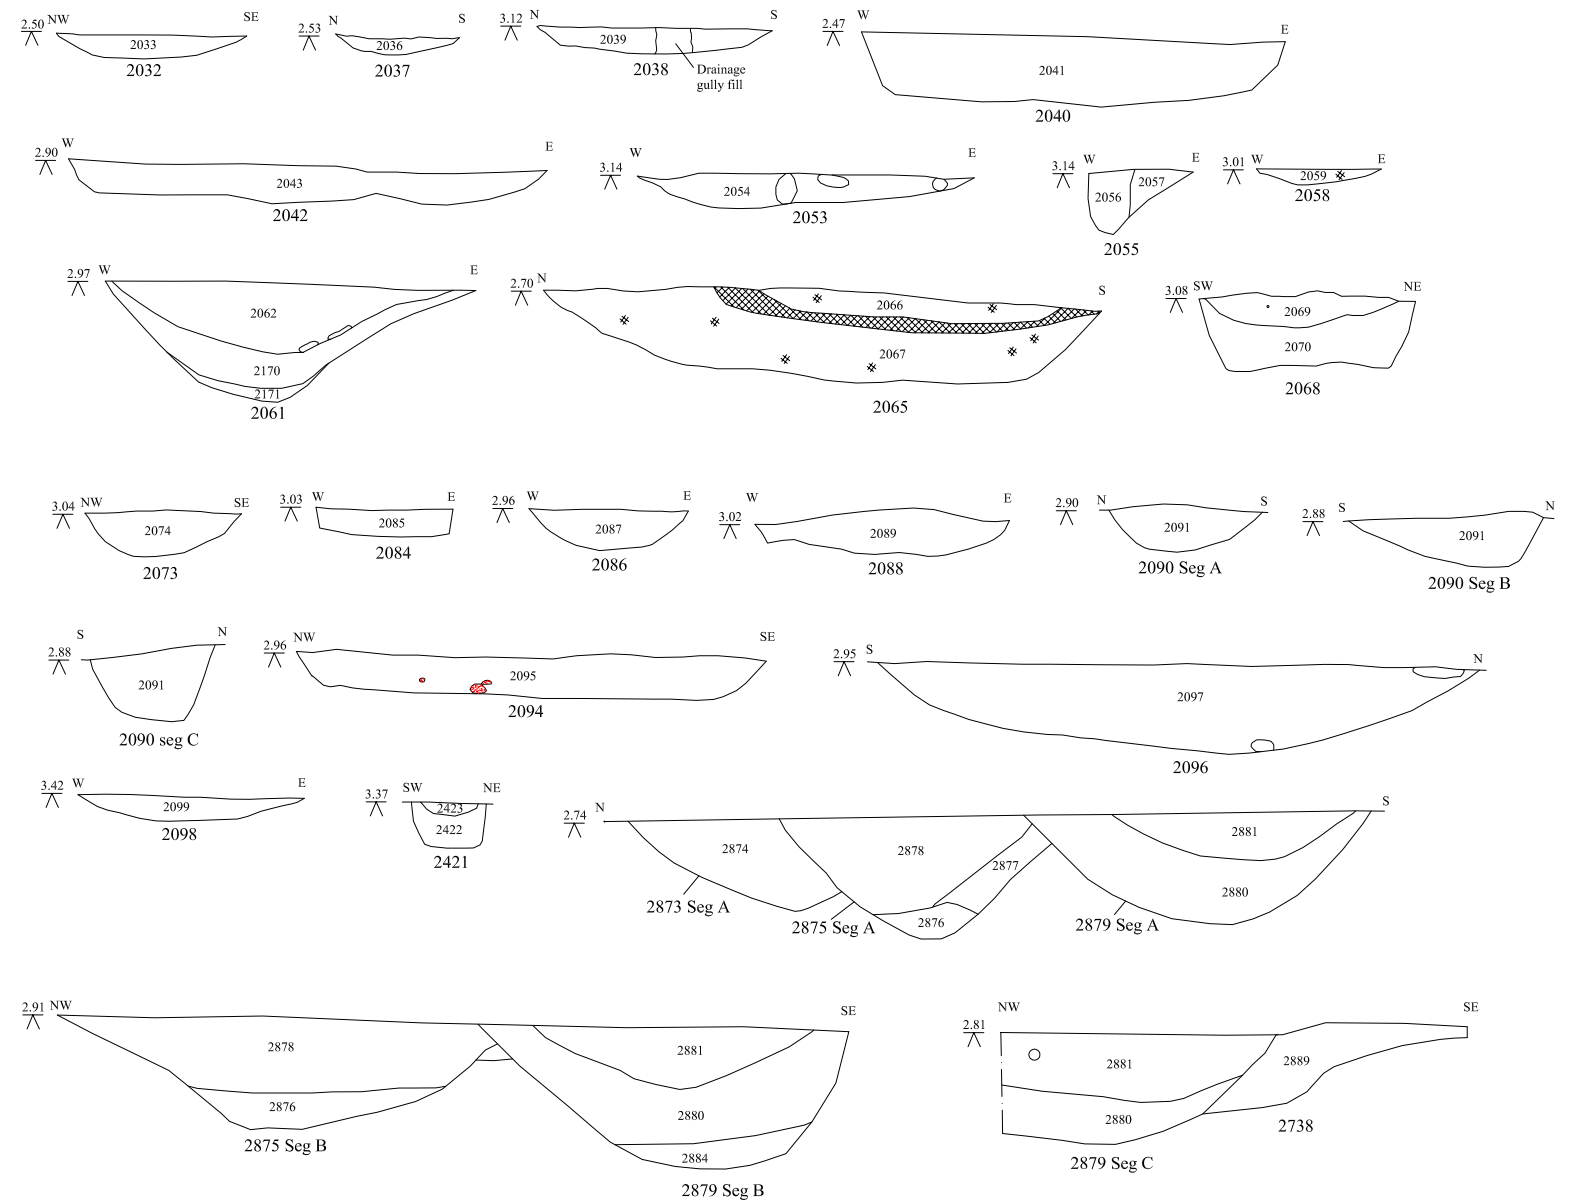 2.50 NW SE
2033
2032
2.53 N S
2036
2037
3.12 N S
2039
2038
Drainage
gully fill
2.47 W E
2041
2040
2.90 W E
2043
2042
3.14 W E
2054
2053
3.14 W E
2056 2057
2055
3.01 W E
2059
2058
2.97 W E
2062
2170
2171
2061
2.70 N S
2066
2067
2065
3.08 SW NE
2069
2070
2068
3.04 NW SE
2074
2073
3.03 W E
2085
2084
2.96 W E
2087
2086
3.02 W E
2089
2088
2.90 N S
2091
2090 Seg A
2.88 S N
2091
2090 Seg B
2.88 S N
2091
2090 seg C
2.96 NW SE
2095
2094
2.95 S N
2097
2096
3.42 W E
2099
2098
3.37 SW NE
2423
2422
2421
2.74 N S
2874 2878 2877 2881
2880
2876
2873 Seg A
2875 Seg A
2879 Seg A
2.91 NW SE
2878 2881
2876 2880
2884
2875 Seg B
2879 Seg B
2.81 NW SE
2881 2889
2880
2738
2879 Seg C